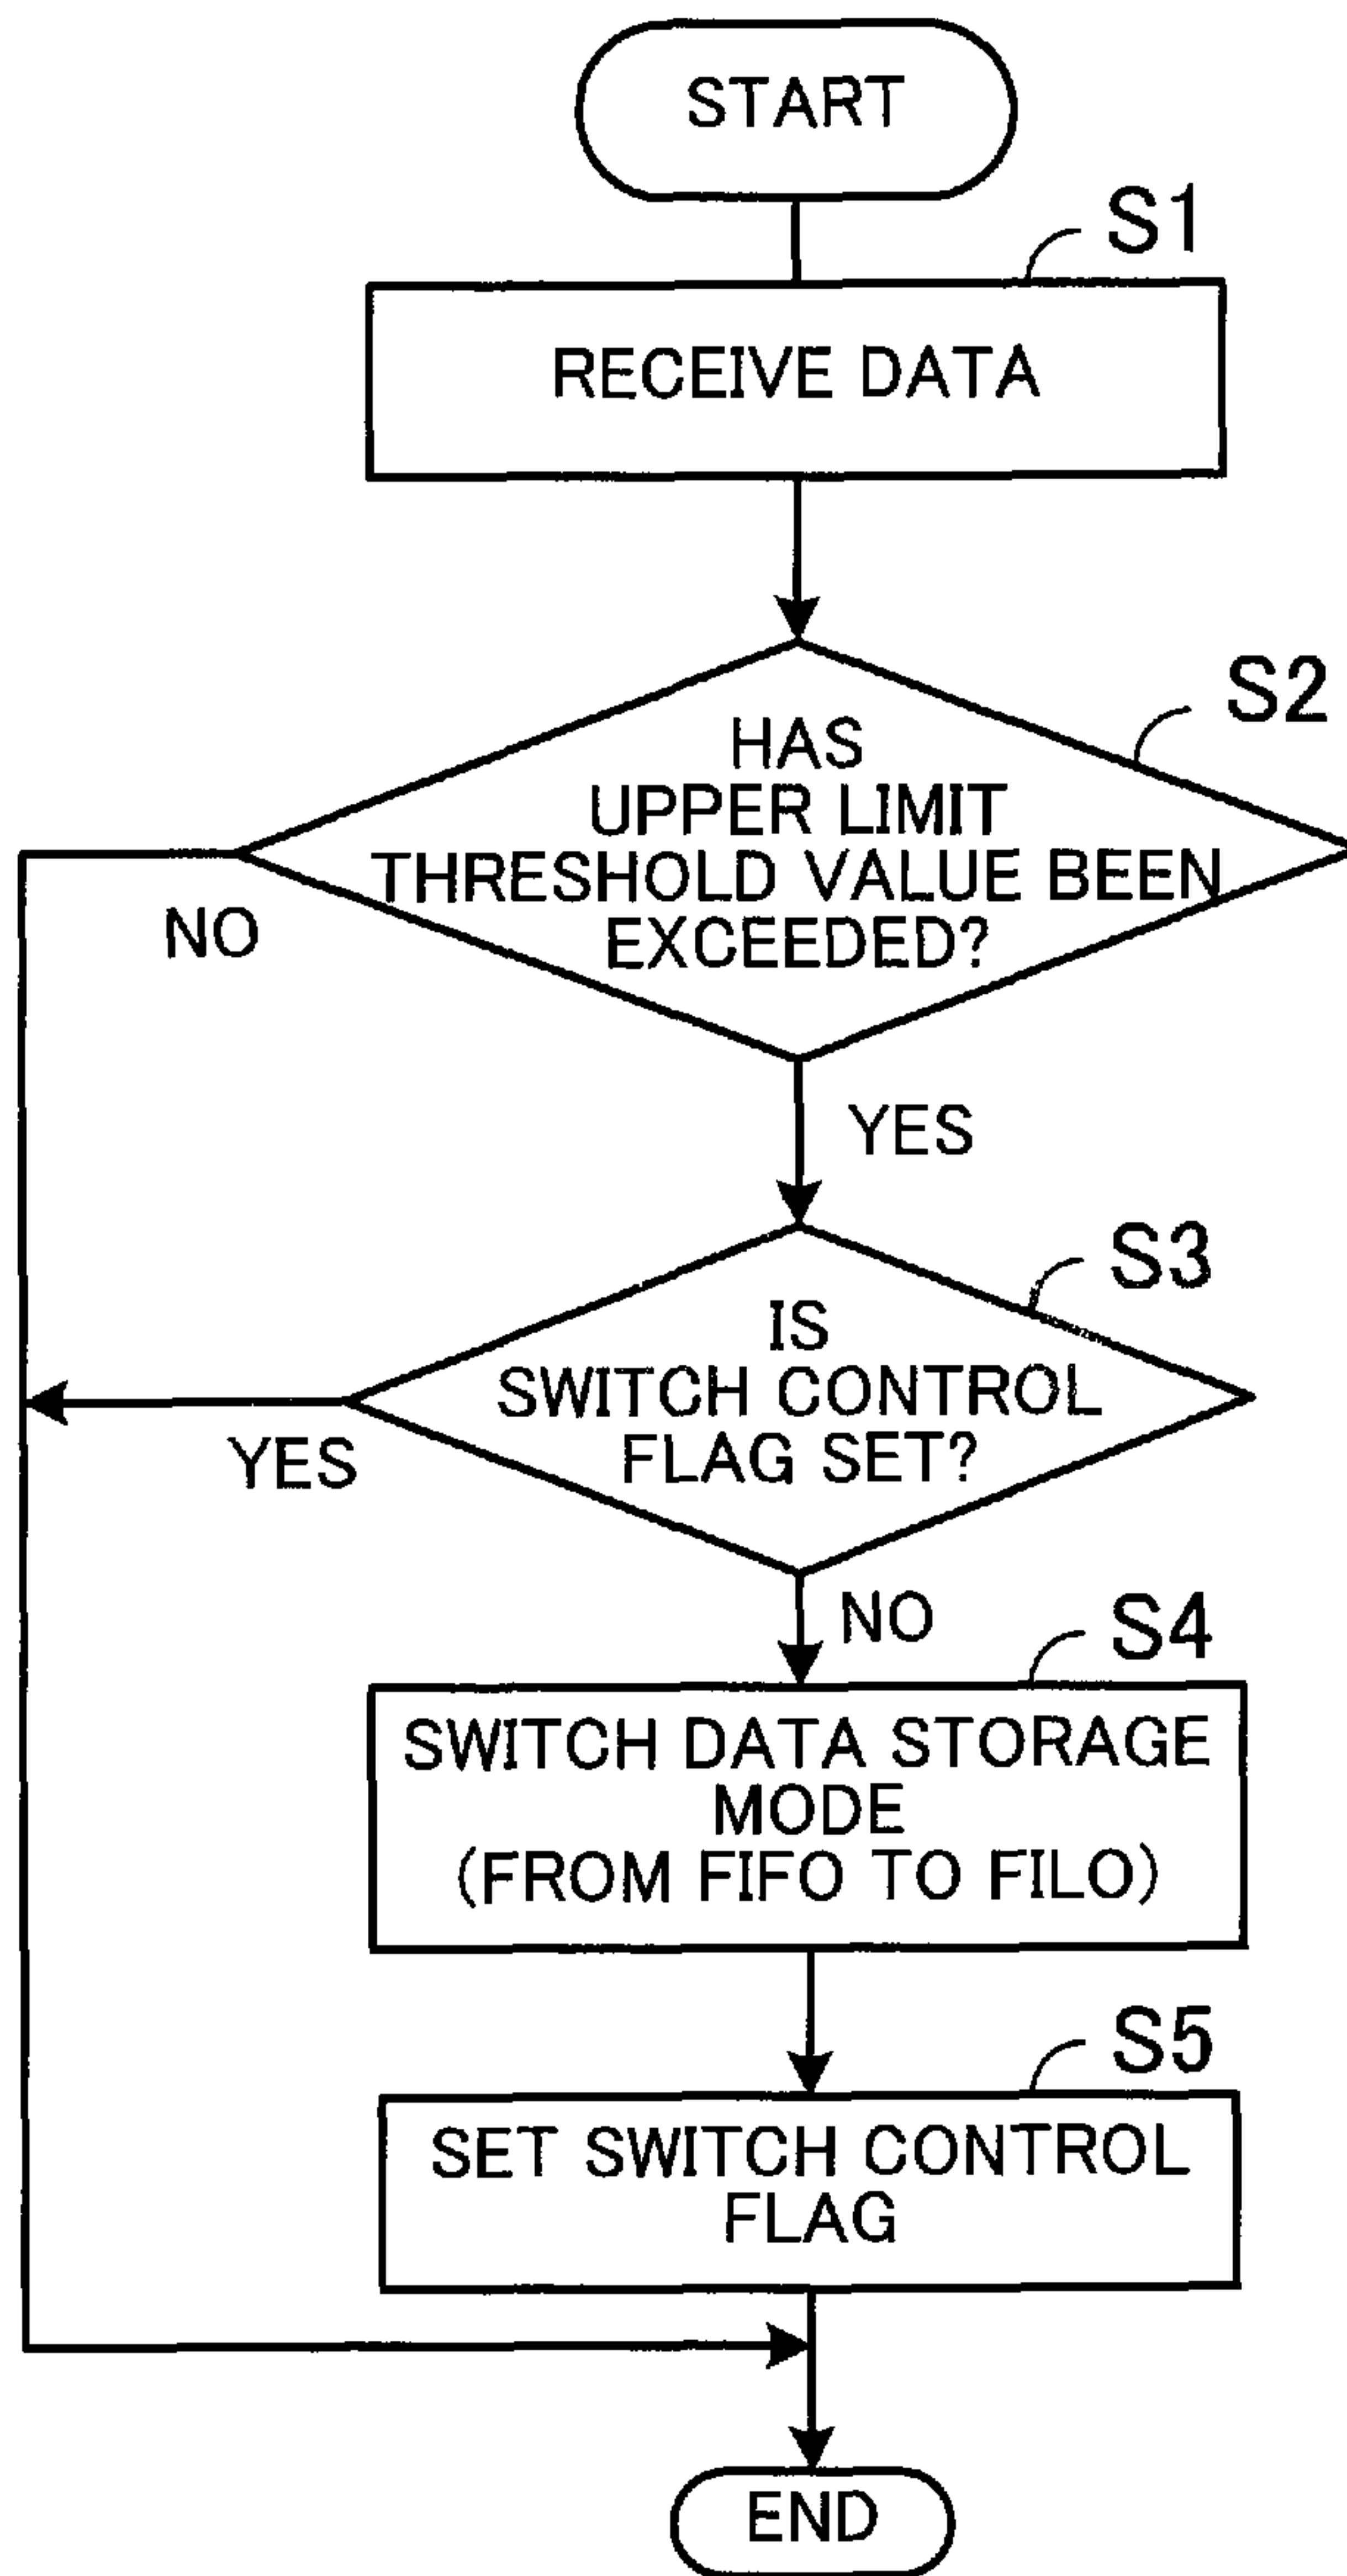 START
S1
RECEIVE DATA
S2
HAS
UPPER LIMIT
THRESHOLD VALUE BEEN
EXCEEDED?
NO
YES
S3
IS
SWITCH CONTROL
FLAG SET?
YES
NO
S4
SWITCH DATA STORAGE
MODE
(FROM FIFO TO FILO)
S5
SET SWITCH CONTROL
FLAG
END